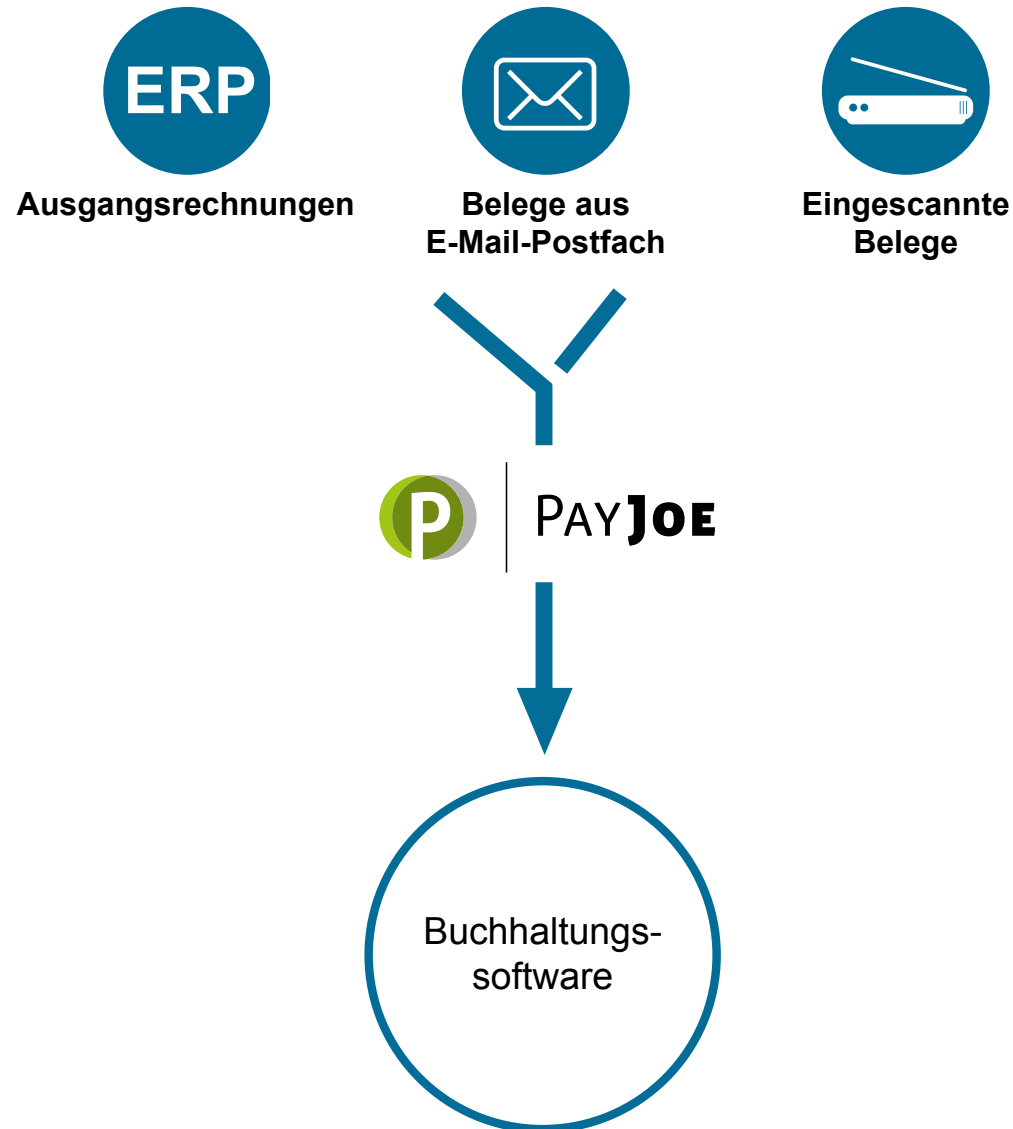 ERP
Ausgangsrechnungen
Belege aus
E-Mail-Postfach
Eingescannte
Belege
P
PAYJOE
Buchhaltungs-
software